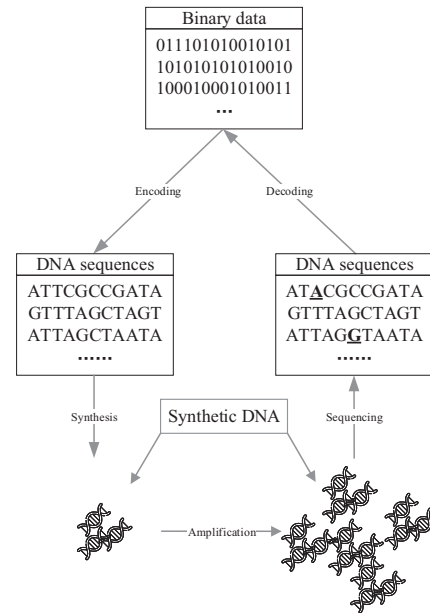 Binary data
011101010010101
101010101010010
100010001010011
...
Encoding
Decoding
DNA sequences
ATTCGCCGATA
GTTTAGCTAGT
ATTAGCTAATA
......
DNA sequences
ATACGCCGATA
GTTTAGCTAGT
ATTAGGTAATA
......
Synthesis
Synthetic DNA
Sequencing
Amplification